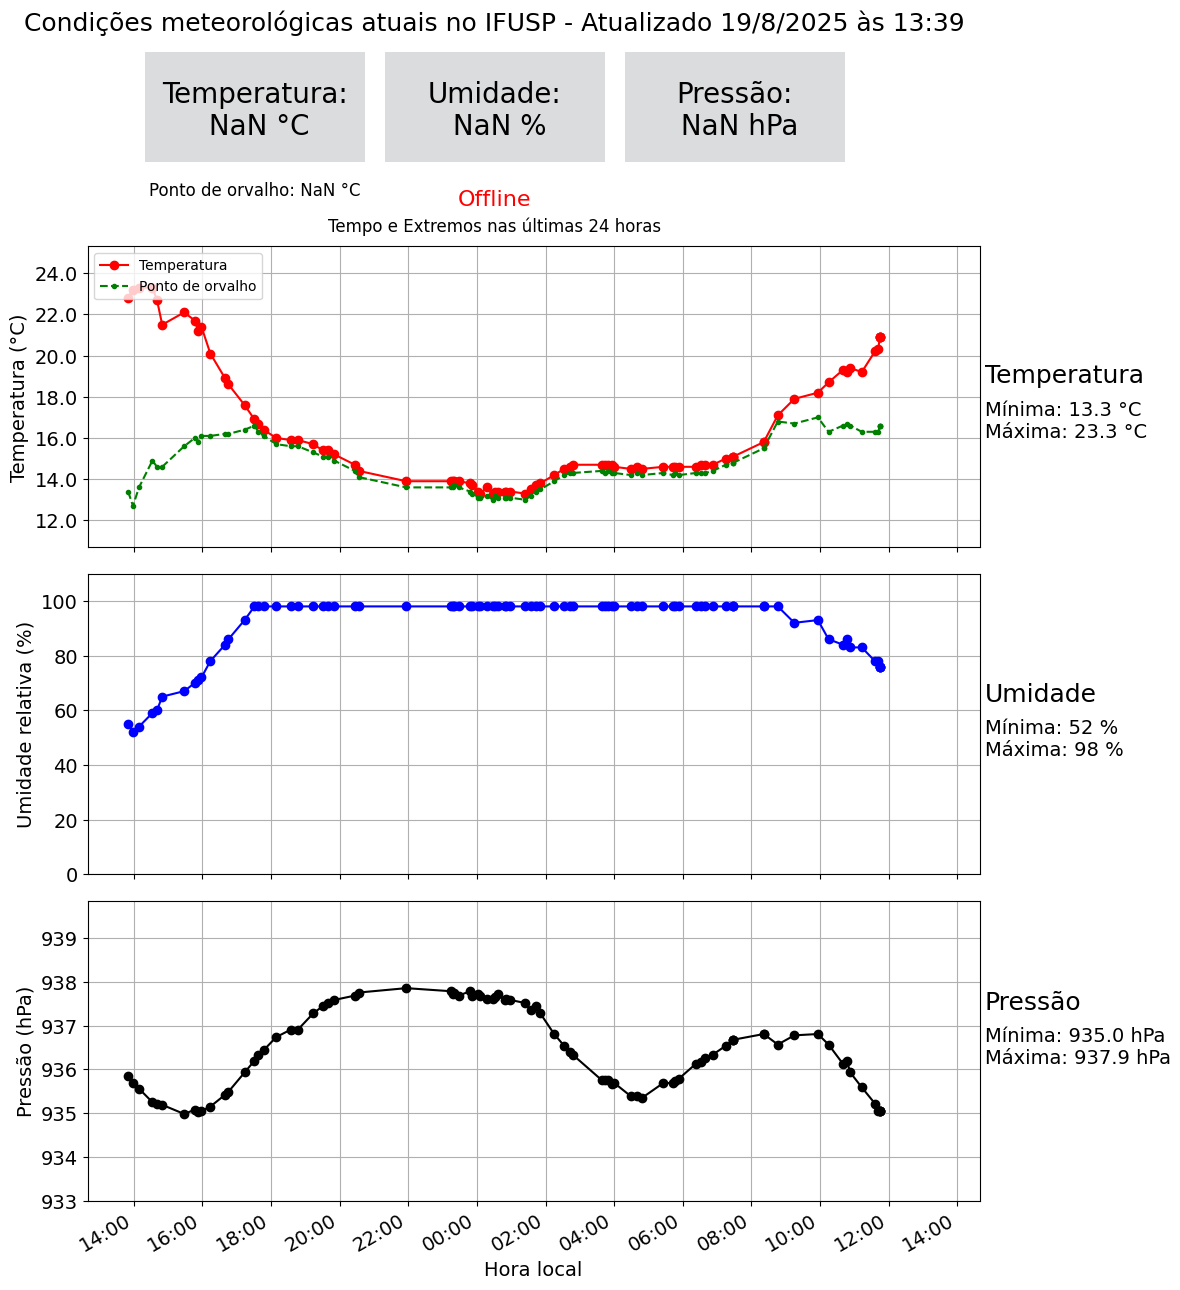 Condições meteorológicas atuais no IFUSP - Atualizado 19/8/2025 às 13:39
Temperatura:
NaN °C
Umidade:
NaN %
Pressão:
NaN hPa
Ponto de orvalho: NaN °C
Offline
Tempo e Extremos nas últimas 24 horas
Temperatura (°C)
24.0
22.0
20.0
18.0
16.0
14.0
12.0
Temperatura
Ponto de orvalho
Temperatura
Mínima: 13.3 °C
Máxima: 23.3 °C
Umidade relativa (%)
100
80
60
40
20
0
Umidade
Mínima: 52 %
Máxima: 98 %
Pressão (hPa)
939
938
937
936
935
934
933
Pressão
Mínima: 935.0 hPa
Máxima: 937.9 hPa
14:00 16:00 18:00 20:00 22:00 00:00 02:00 04:00 06:00 08:00 10:00 12:00 14:00
Hora local